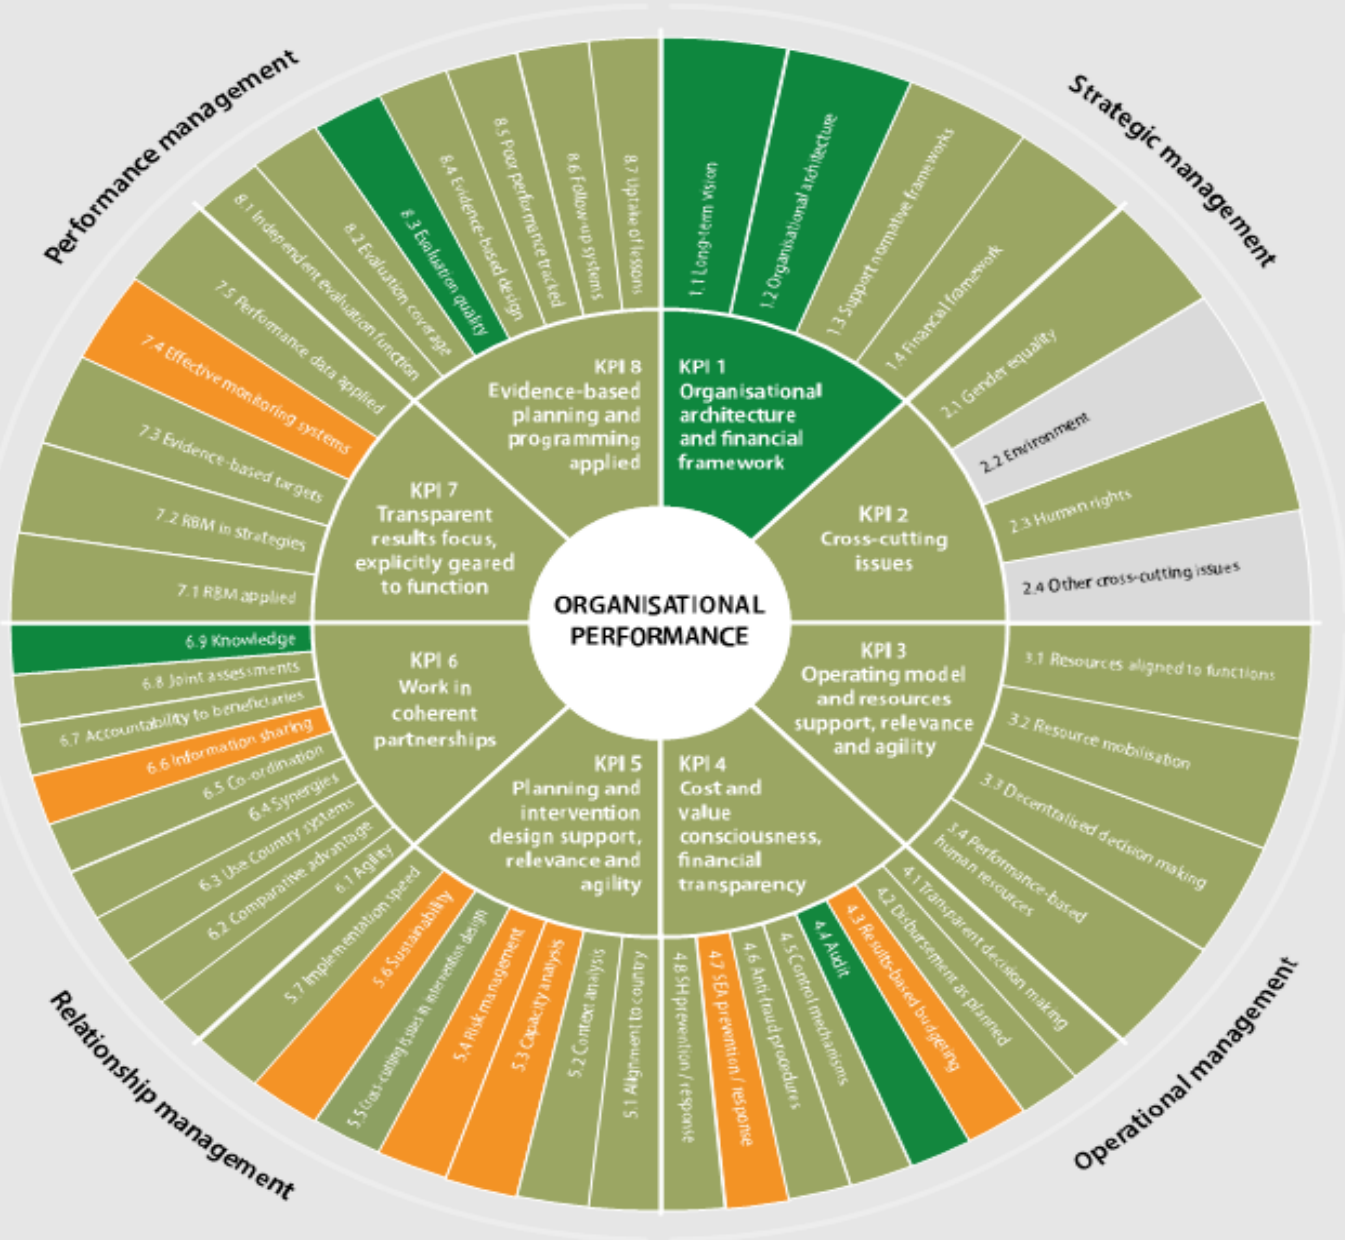 Performance management
Strategic management
Operational management
Relationship management
ORGANISATIONAL
PERFORMANCE
KPI 1
Organisational
architecture
and financial
framework
1.1 Long-term vision
1.2 Organisational architecture
1.3 Support normative frameworks
1.4 Financial framework
KPI 2
Cross-cutting
issues
2.1 Gender equality
2.2 Environment
2.3 Human rights
2.4 Other cross-cutting issues
KPI 3
Operating model
and resources
support, relevance
and agility
3.1 Resources aligned to functions
3.2 Resource mobilisation
3.3 Decentralised decision making
3.4 Performance-based
human resources
KPI 4
Cost and
value
consciousness,
financial
transparency
4.1 Transparent decision making
4.2 Disbursement as planned
4.3 Results-based budgeting
4.4 Audit
4.5 Control mechanisms
4.6 Anti-fraud procedures
4.7 SEA prevention / response
4.8 SH prevention / response
KPI 5
Planning and
intervention
design support,
relevance and
agility
5.1 Alignment to country
5.2 Context analysis
5.3 Capacity analysis
5.4 Risk management
5.5 Cross-cutting issues in intervention design
5.6 Sustainability
5.7 Implementation speed
KPI 6
Work in
coherent
partnerships
6.1 Agility
6.2 Comparative advantage
6.3 Use Country systems
6.4 Synergies
6.5 Co-ordination
6.6 Information sharing
6.7 Accountability to beneficiaries
6.8 Joint assessments
6.9 Knowledge
KPI 7
Transparent
results focus,
explicitly geared
to function
7.1 RBM applied
7.2 RBM in strategies
7.3 Evidence-based targets
7.4 Effective monitoring systems
7.5 Performance data applied
KPI 8
Evidence-based
planning and
programming
applied
8.1 Independent evaluation function
8.2 Evaluation coverage
8.3 Evaluation quality
8.4 Evidence-based design
8.5 Poor performance tracked
8.6 Follow-up systems
8.7 Uptake of lessons